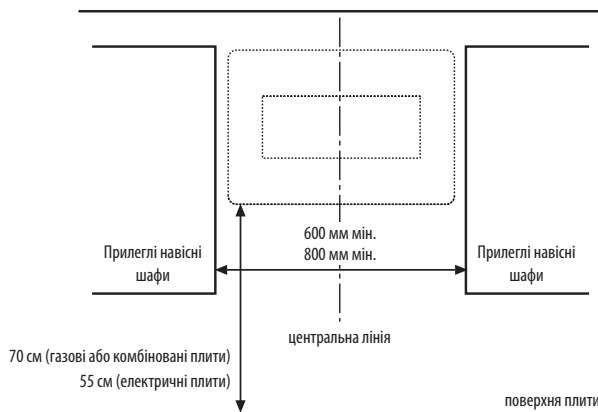 600 мм мін.
800 мм мін.
Прилеглі навісні
шафи
Прилеглі навісні
шафи
центральна лінія
70 см (газові або комбіновані плити)
55 см (електричні плити)
поверхня плити